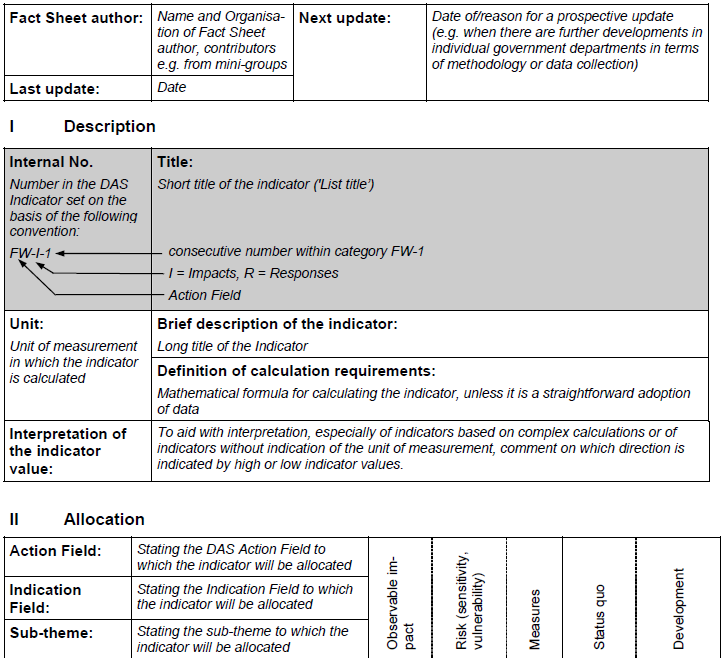 Fact Sheet author:
Name and Organisa-
tion of Fact Sheet
author, contributors
e.g. from mini-groups
Next update:
Date of/reason for a prospective update
(e.g. when there are further developments in
individual government departments in terms
of methodology or data collection)
Last update:
Date
I Description
Internal No.
Number in the DAS
Indicator set on the
basis of the following
convention:
FW-I-1
Title:
Short title of the indicator ('List title’)
consecutive number within category FW-1
I = Impacts, R = Responses
Action Field
Unit:
Unit of measurement
in which the indicator
is calculated
Brief description of the indicator:
Long title of the Indicator
Definition of calculation requirements:
Mathematical formula for calculating the indicator, unless it is a straightforward adoption
of data
Interpretation of
the indicator
value:
To aid with interpretation, especially of indicators based on complex calculations or of
indicators without indication of the unit of measurement, comment on which direction is
indicated by high or low indicator values.
II Allocation
Action Field:
Stating the DAS Action Field to
which the indicator will be allocated
Indication
Field:
Stating the Indication Field to which
the indicator will be allocated
Sub-theme:
Stating the sub-theme to which the
indicator will be allocated
Observable im-
pact
Risk (sensitivity,
vulnerability)
Measures
Status quo
Development